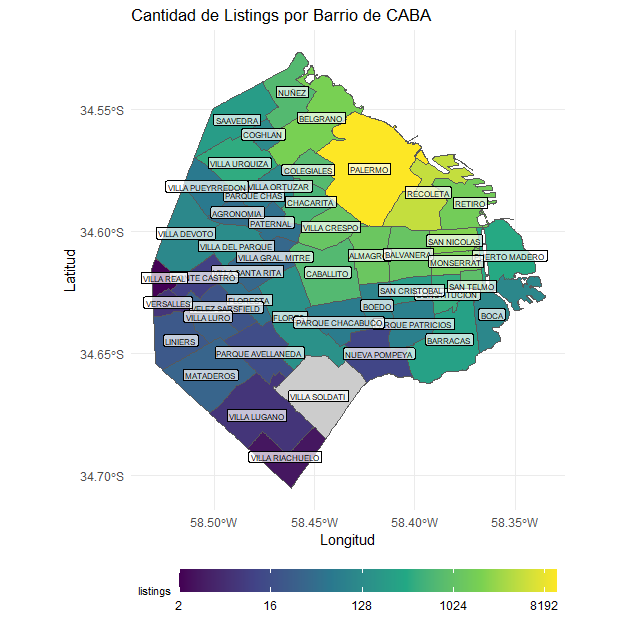 Cantidad de Listings por Barrio de CABA
Latitud
34.55°S
34.60°S
34.65°S
34.70°S
NUÑEZ
SAAVEDRA
BELGRANO
COGHLAN
VILLA URQUIZA
COLEGIALES
PALERMO
VILLA PUEYRREDON
VILLA ORTUZAR
PARQUE CHAS
RECOLETA
CHACARITA
RETIRO
AGRONOMIA
PATERNAL
VILLA CRESPO
VILLA DEVOTO
SAN NICOLAS
VILLA DEL PARQUE
VILLA GRAL. MITRE
ALMAGRO
BALVANERA
PUERTO MADERO
MONSERRAT
VILLA REAL
MONTE CASTRO
VILLA SANTA RITA
CABALLITO
SAN CRISTOBAL
SAN TELMO
CONSTITUCION
VERSALLES
FLORESTA
VELEZ SARSFIELD
BOEDO
VILLA LURO
FLORES
PARQUE CHACABUCO
PARQUE PATRICIOS
BOCA
LINIERS
BARRACAS
PARQUE AVELLANEDA
NUEVA POMPEYA
MATADEROS
VILLA SOLDATI
VILLA LUGANO
VILLA RIACHUELO
58.50°W
58.45°W
58.40°W
58.35°W
Longitud
listings
2
16
128
1024
8192